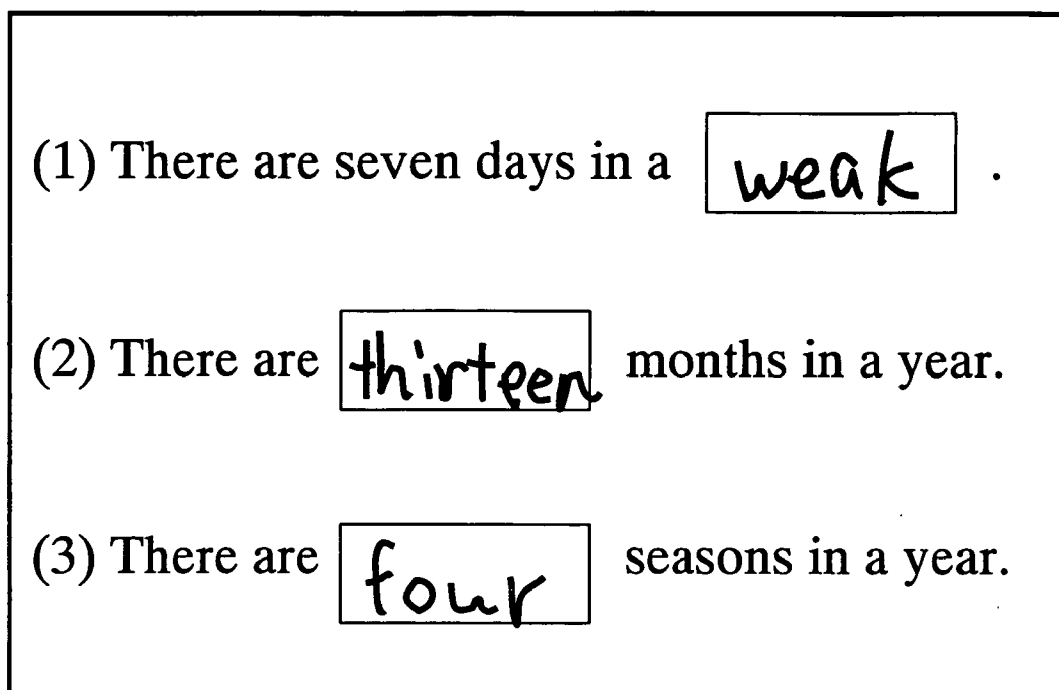 (1) There are seven days in a weak .
(2) There are thirteen months in a year.
(3) There are four seasons in a year.